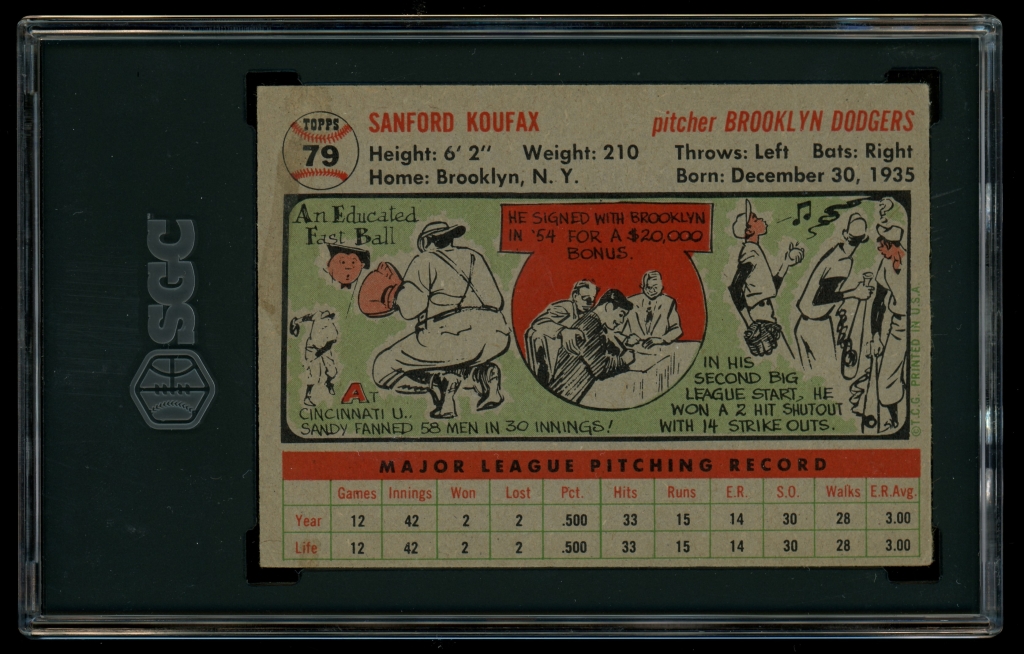 SGC
TOPPS
79
SANFORD KOUFAX pitcher BROOKLYN DODGERS
Height: 6' 2" Weight: 210 Throws: Left Bats: Right
Home: Brooklyn, N. Y. Born: December 30, 1935
An Educated
Fast Ball
AT
CINCINNATI U..
SANDY FANNED 58 MEN IN 30 INNINGS!
HE SIGNED WITH BROOKLYN
IN '54 FOR A $20,000
BONUS.
IN HIS
SECOND BIG
LEAGUE START, HE
WON A 2 HIT SHUTOUT
WITH 14 STRIKE OUTS.
©T.C.C. PRINTED IN U.S.A.
MAJOR LEAGUE PITCHING RECORD
Games Innings Won Lost Pct. Hits Runs E.R. S.O. Walks E.R.Avg.
Year 12 42 2 2 .500 33 15 14 30 28 3.00
Life 12 42 2 2 .500 33 15 14 30 28 3.00